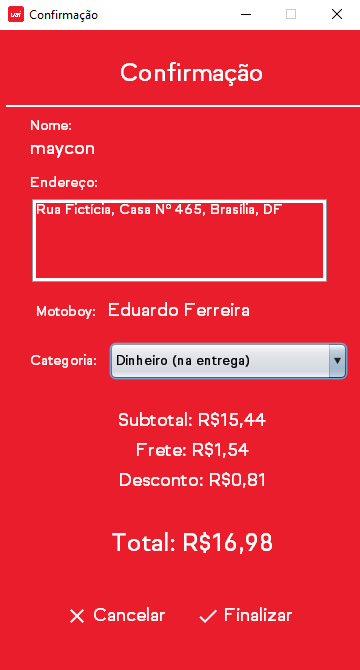 uai Confirmação
Confirmação
Nome:
maycon
Endereço:
Rua Fictícia, Casa Nº 465, Brasília, DF
Motoboy: Eduardo Ferreira
Categoria: Dinheiro (na entrega)
Subtotal: R$15,44
Frete: R$1,54
Desconto: R$0,81
Total: R$16,98
Cancelar Finalizar